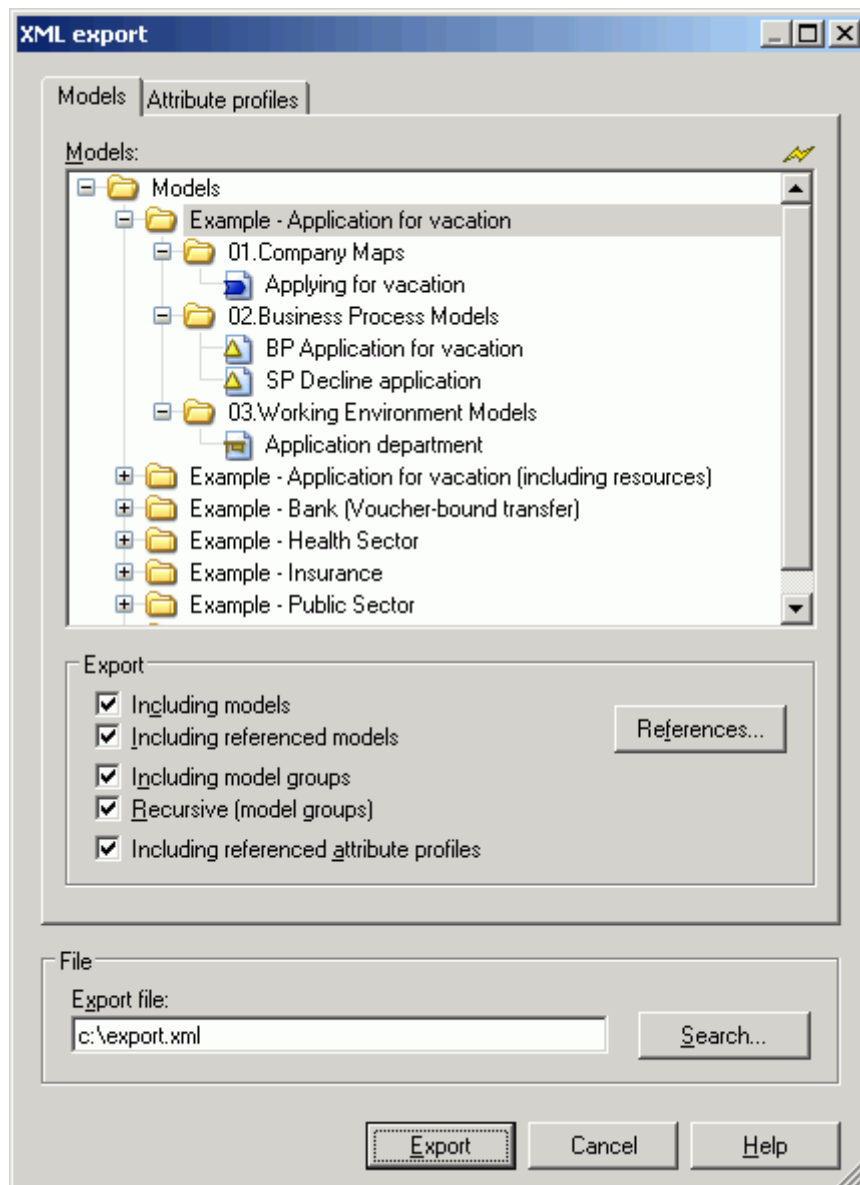 XML export
Models Attribute profiles
Models:
Models
Example - Application for vacation
01.Company Maps
Applying for vacation
02.Business Process Models
BP Application for vacation
SP Decline application
03.Working Environment Models
Application department
Example - Application for vacation (including resources)
Example - Bank (Voucher-bound transfer)
Example - Health Sector
Example - Insurance
Example - Public Sector
Export
Including models
Including referenced models
References...
Including model groups
Recursive (model groups)
Including referenced attribute profiles
File
Export file:
c:\export.xml
Search...
Export Cancel Help